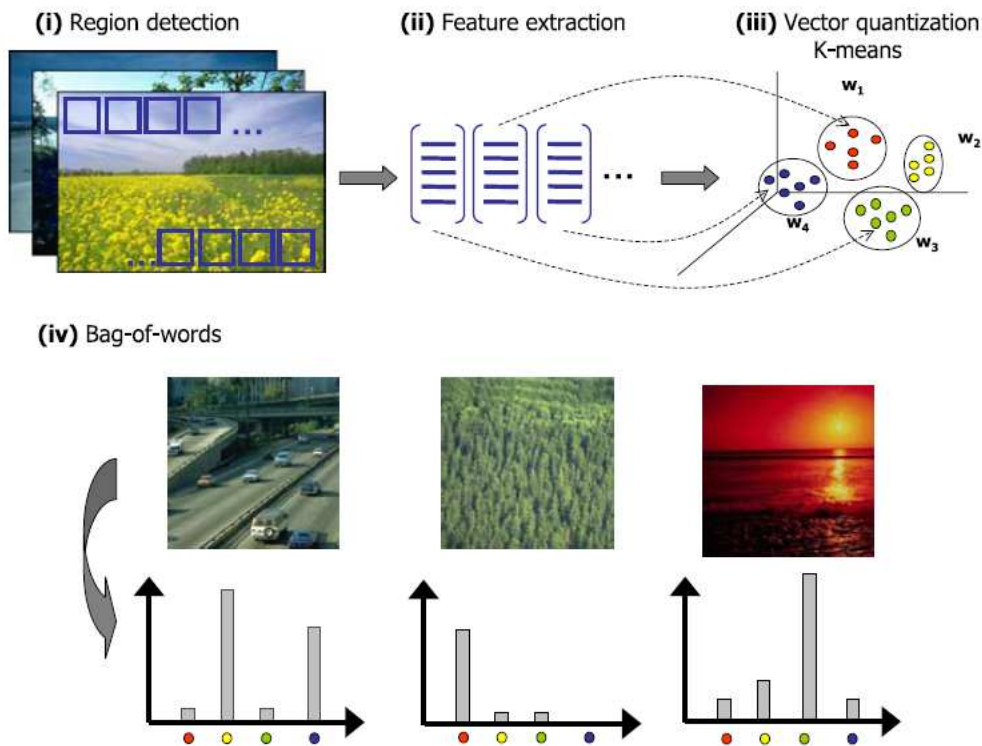 (i) Region detection
(ii) Feature extraction
(iii) Vector quantization
K-means
...
...
...
w1
w2
w3
w4
(iv) Bag-of-words